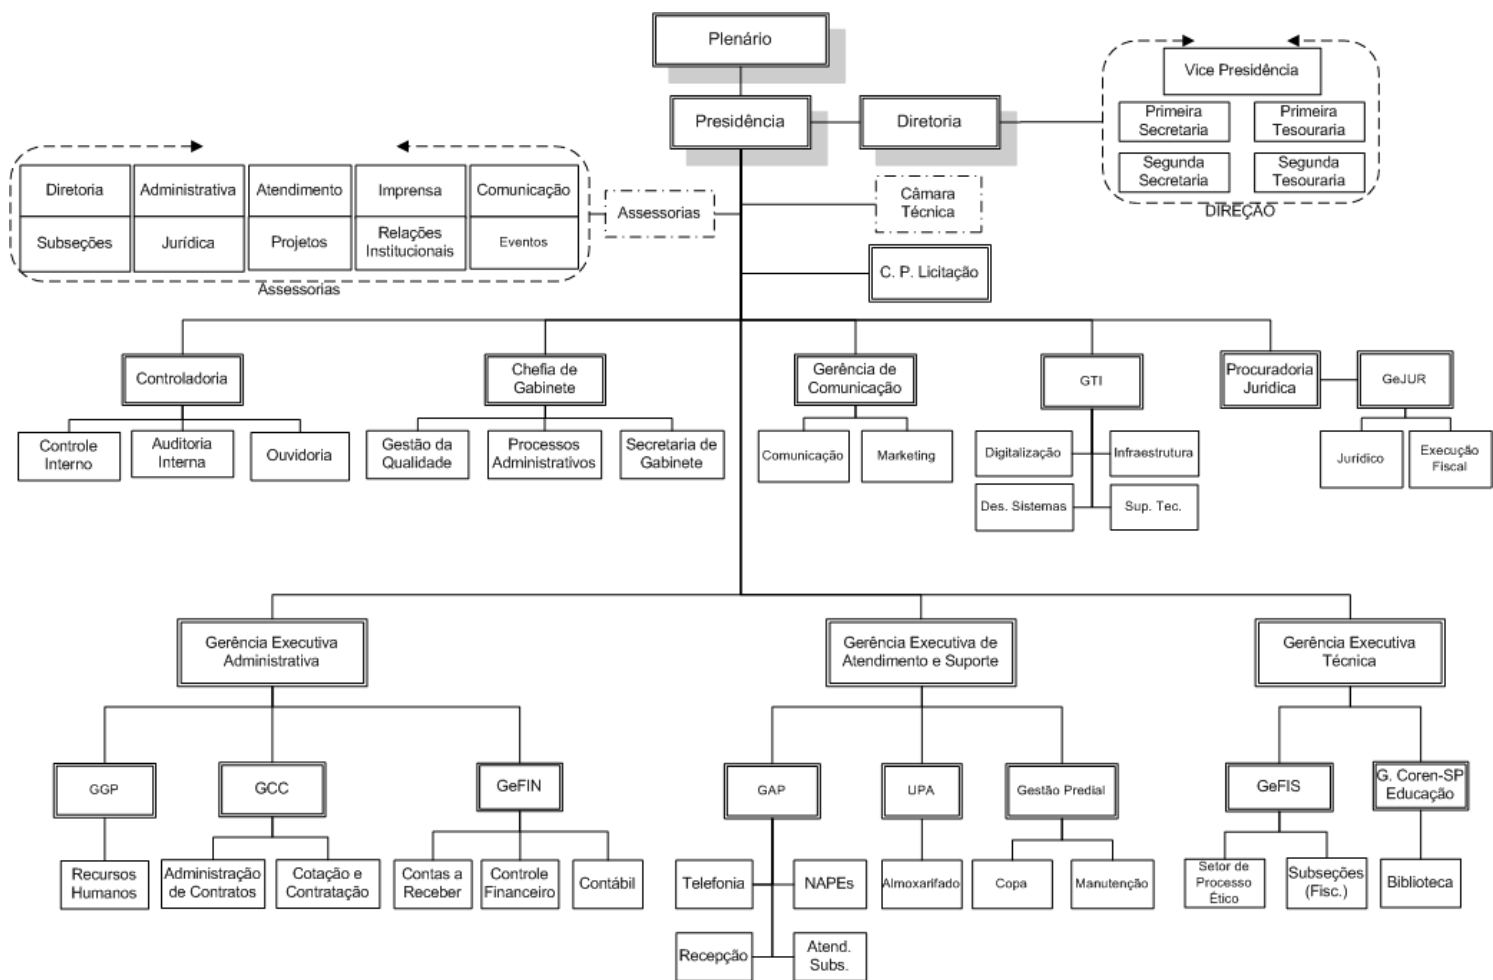 Plenário
Presidência
Diretoria
Vice Presidência
Primeira
Secretaria
Primeira
Tesouraria
Segunda
Secretaria
Segunda
Tesouraria
DIREÇÃO
Diretoria
Administrativa
Atendimento
Imprensa
Comunicação
Subseções
Jurídica
Projetos
Relações
Institucionais
Eventos
Assessorias
Assessorias
Câmara
Técnica
C. P. Licitação
Controladoria
Chefia de
Gabinete
Gerência de
Comunicação
GTI
Procuradoria
Juridica
GeJUR
Controle
Interno
Auditoria
Interna
Ouvidoria
Gestão da
Qualidade
Processos
Administrativos
Secretaria de
Gabinete
Comunicação
Marketing
Digitalização
Infraestrutura
Des. Sistemas
Sup. Tec.
Jurídico
Execução
Fiscal
Gerência Executiva
Administrativa
Gerência Executiva de
Atendimento e Suporte
Gerência Executiva
Técnica
GGP
GCC
GeFIN
GAP
UPA
Gestão Predial
GeFIS
G. Coren-SP
Educação
Recursos
Humanos
Administração
de Contratos
Cotação e
Contratação
Contas a
Receber
Controle
Financeiro
Contábil
Telefonia
NAPEs
Almoxarifado
Copa
Manutenção
Setor de
Processo
Ético
Subseções
(Fisc.)
Biblioteca
Recepção
Atend.
Subs.